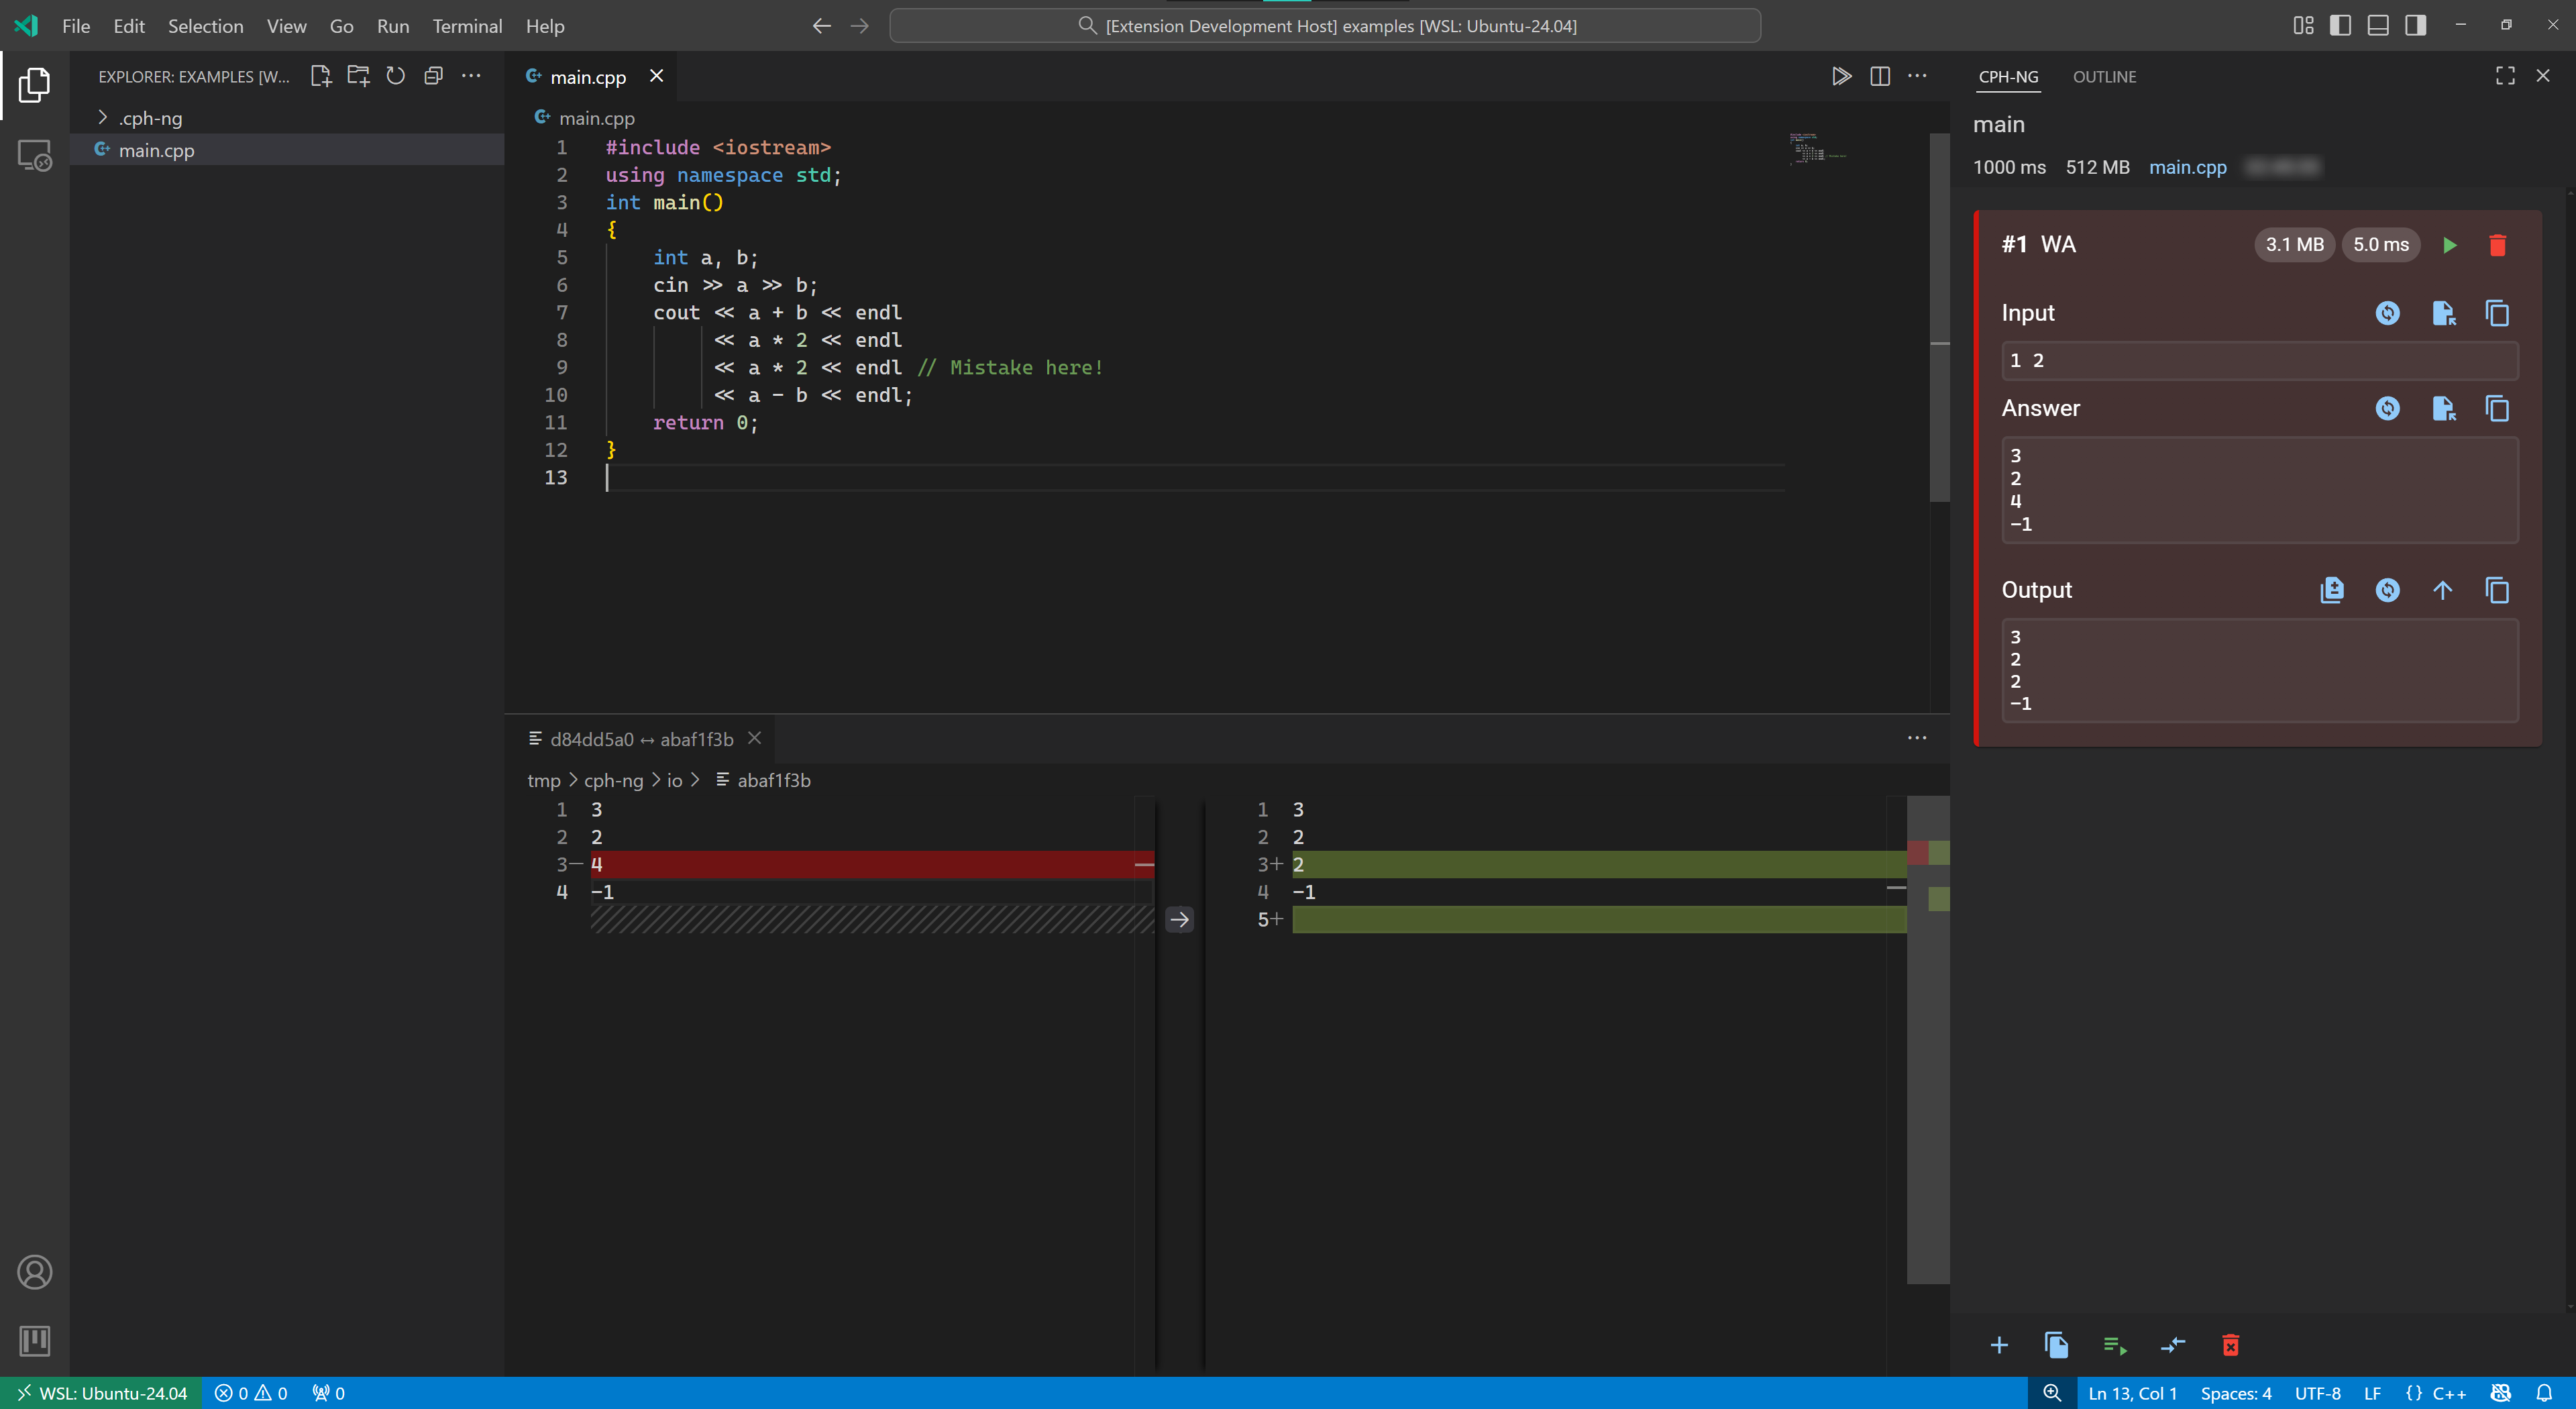 File Edit Selection View Go Run Terminal Help
[Extension Development Host] examples [WSL: Ubuntu-24.04]
EXPLORER: EXAMPLES [W...
.cph-ng
main.cpp
main.cpp
main.cpp
1 #include <iostream>
2 using namespace std;
3 int main()
4 {
5 int a, b;
6 cin >> a >> b;
7 cout << a + b << endl
8 << a * 2 << endl
9 << a * 2 << endl // Mistake here!
10 << a - b << endl;
11 return 0;
12 }
13
d84dd5a0 ↔ abaf1f3b
tmp > cph-ng > io > abaf1f3b
1 3
2 2
3− 4
4 -1
1 3
2 2
3+ 2
4 -1
5+
CPH-NG OUTLINE
main
1000 ms 512 MB main.cpp
#1 WA 3.1 MB 5.0 ms
Input
1 2
Answer
3
2
4
-1
Output
3
2
2
-1
WSL: Ubuntu-24.04 0 0 0
Ln 13, Col 1 Spaces: 4 UTF-8 LF {} C++